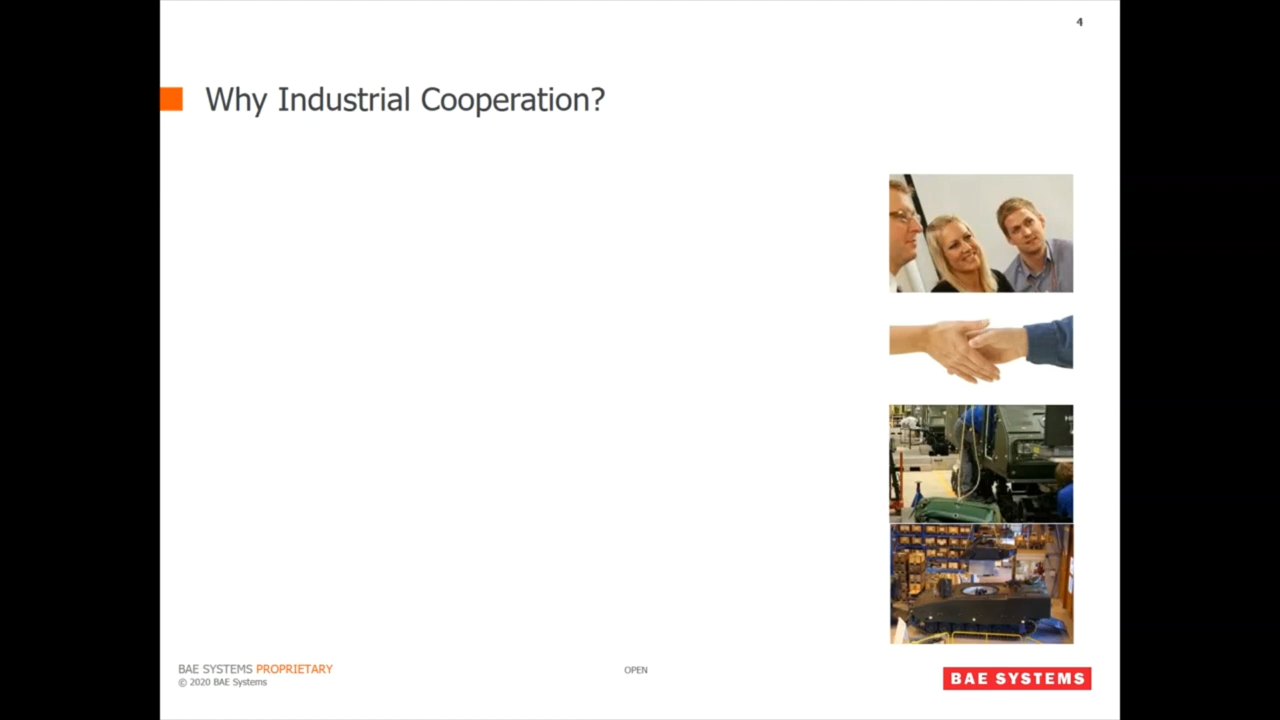 4
Why Industrial Cooperation?
BAE SYSTEMS PROPRIETARY
© 2020 BAE Systems
OPEN
BAE SYSTEMS